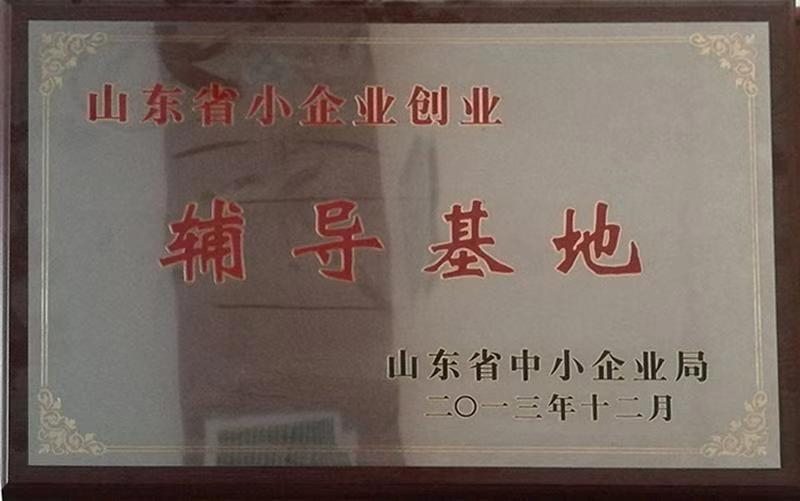 山东省小企业创业
辅导基地
山东省中小企业局
二〇一三年十二月